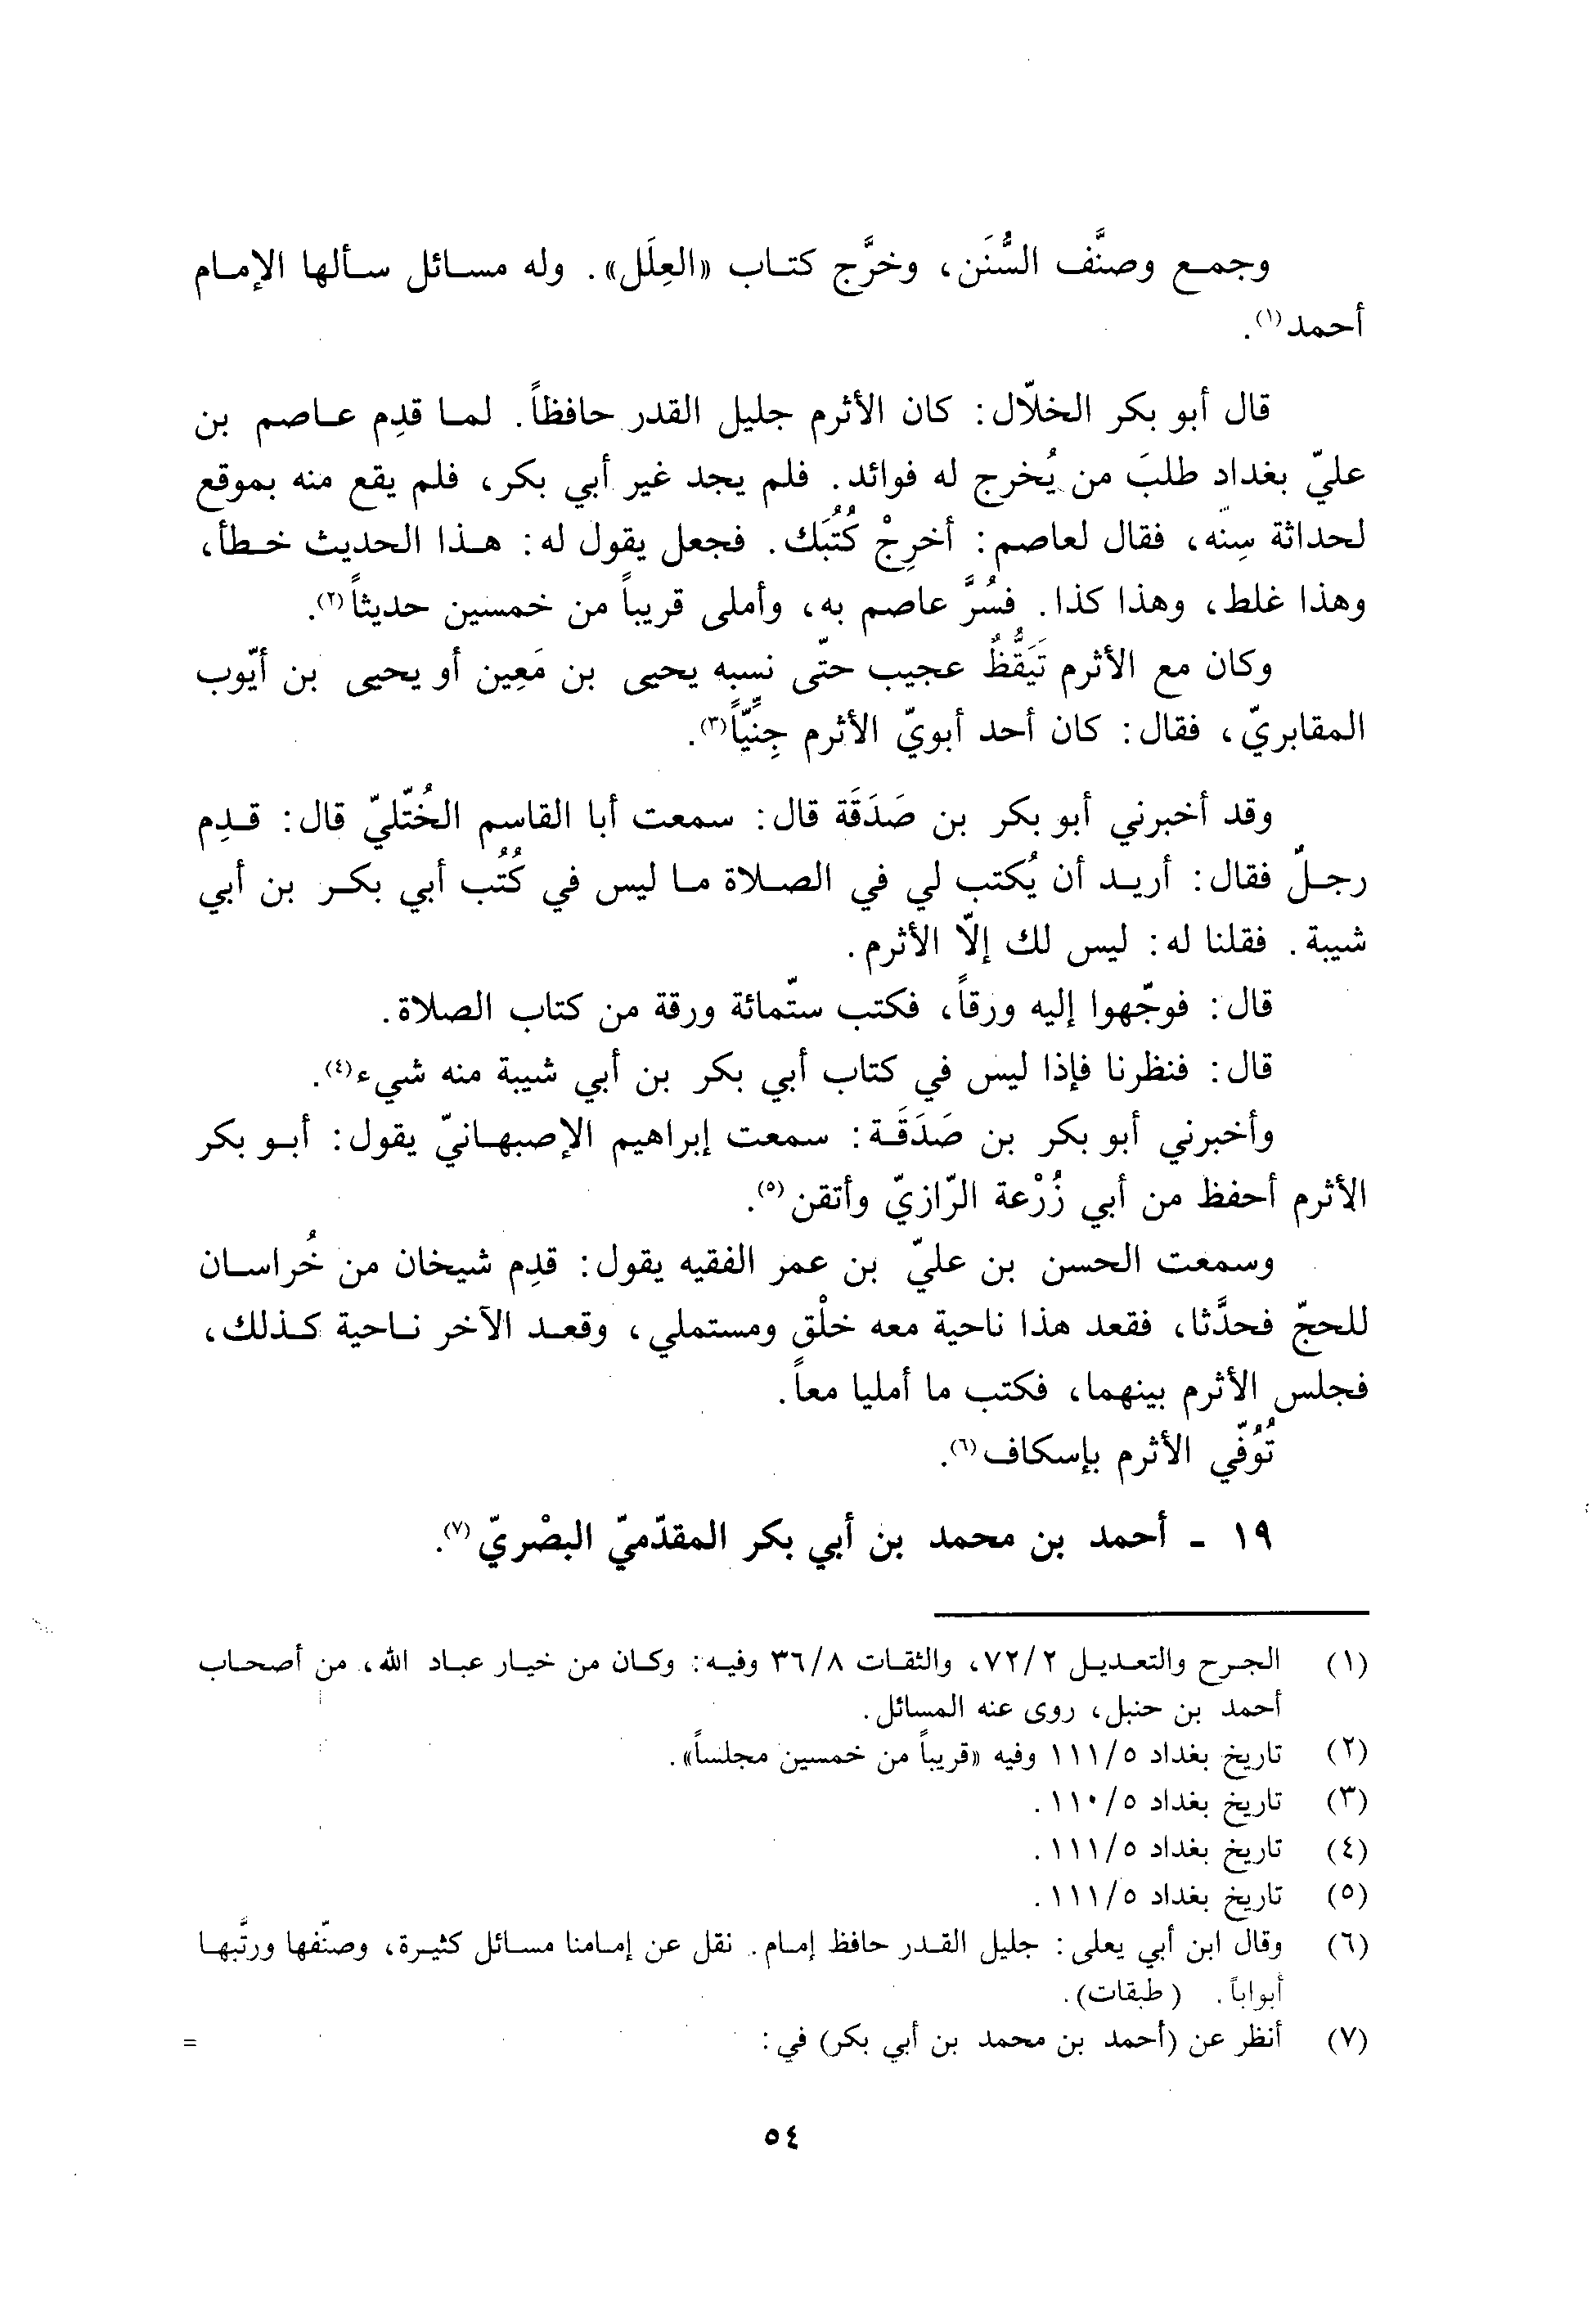 وجمع وصنَّف السُّنَن، وخرَّج كتاب «العِلَل». وله مسائل سألها الإمام
أحمد(١).
قال أبو بكر الخلّال: كان الأثرم جليل القدر حافظاً. لما قدِم عاصم بن
عليّ بغداد طلبَ من يُخرج له فوائد. فلم يجد غير أبي بكر، فلم يقع منه بموقع
لحداثة سِنّه، فقال لعاصم: أخرِجْ كُتُبَك. فجعل يقول له: هذا الحديث خطأ،
وهذا غلط، وهذا كذا. فسُرَّ عاصم به، وأملى قريباً من خمسين حديثاً(٢).
وكان مع الأثرم تَيَقُّظٌ عجيب حتّى نسبه يحيى بن مَعِين أو يحيى بن أيّوب
المقابريّ، فقال: كان أحد أبويّ الأثرم جِنِّيّاً(٣).
وقد أخبرني أبو بكر بن صَدَقَة قال: سمعت أبا القاسم الخُتّليّ قال: قدِم
رجلٌ فقال: أريد أن يُكتب لي في الصلاة ما ليس في كُتُب أبي بكر بن أبي
شيبة. فقلنا له: ليس لك إلّا الأثرم.
قال: فوجّهوا إليه ورقاً، فكتب ستّمائة ورقة من كتاب الصلاة.
قال: فنظرنا فإذا ليس في كتاب أبي بكر بن أبي شيبة منه شيء(٤).
وأخبرني أبو بكر بن صَدَقَة: سمعت إبراهيم الإصبهانيّ يقول: أبو بكر
الأثرم أحفظ من أبي زُرْعة الرّازيّ وأتقن(٥).
وسمعت الحسن بن عليّ بن عمر الفقيه يقول: قدِم شيخان من خُراسان
للحجّ فحدَّثا، فقعد هذا ناحية معه خلْق ومستملي، وقعد الآخر ناحية كذلك،
فجلس الأثرم بينهما، فكتب ما أمليا معاً.
تُوُفّي الأثرم بإسكاف(٦).
١٩ - أحمد بن محمد بن أبي بكر المقدّميّ البصْريّ(٧).
(١) الجرح والتعديل ٧٢/٢، والثقات ٣٦/٨ وفيه: وكان من خيار عباد الله، من أصحاب
أحمد بن حنبل، روى عنه المسائل.
(٢) تاريخ بغداد ١١١/٥ وفيه «قريباً من خمسين مجلساً».
(٣) تاريخ بغداد ١١٠/٥.
(٤) تاريخ بغداد ١١١/٥.
(٥) تاريخ بغداد ١١١/٥.
(٦) وقال ابن أبي يعلى: جليل القدر حافظ إمام. نقل عن إمامنا مسائل كثيرة، وصنّفها ورتَّبها
أبواباً. (طبقات).
(٧) أنظر عن (أحمد بن محمد بن أبي بكر) في: =
٥٤